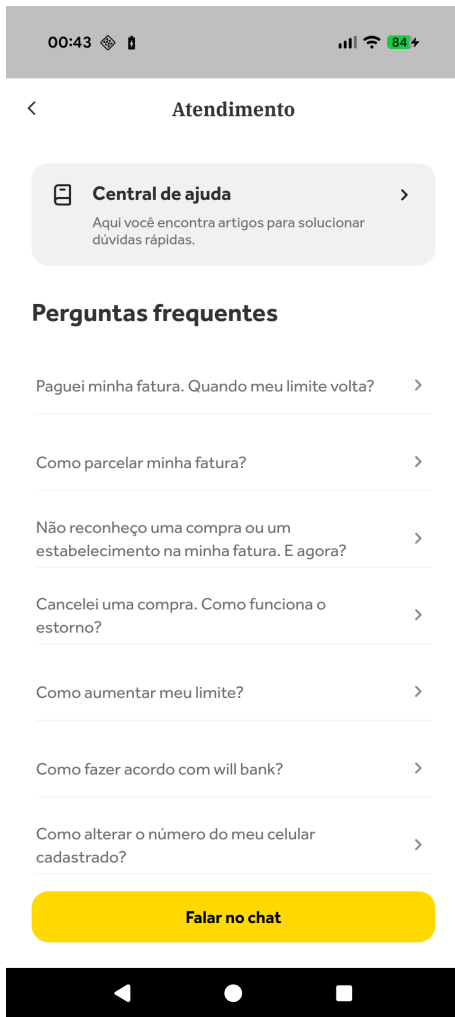 00:43
84
Atendimento
Central de ajuda
Aqui você encontra artigos para solucionar
dúvidas rápidas.
Perguntas frequentes
Paguei minha fatura. Quando meu limite volta?
Como parcelar minha fatura?
Não reconheço uma compra ou um
estabelecimento na minha fatura. E agora?
Cancelei uma compra. Como funciona o
estorno?
Como aumentar meu limite?
Como fazer acordo com will bank?
Como alterar o número do meu celular
cadastrado?
Falar no chat